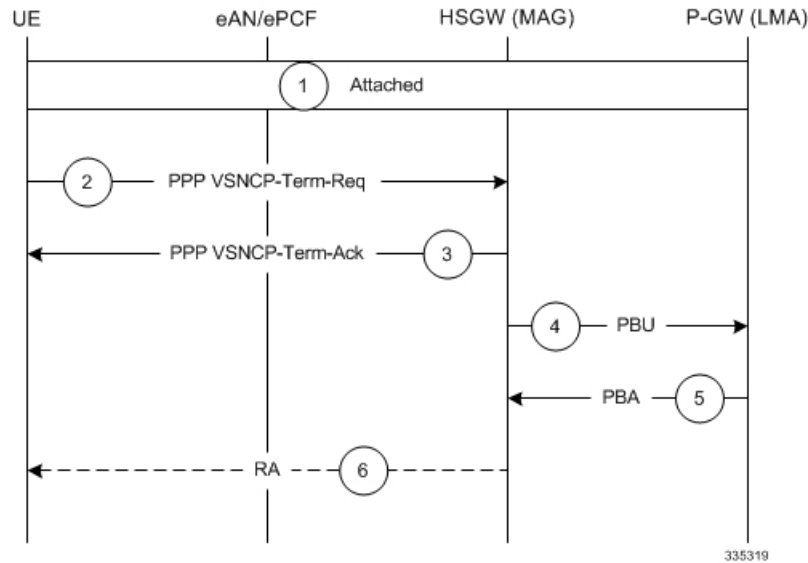 UE eAN/ePCF HSGW (MAG) P-GW (LMA)
1 Attached
2 PPP VSNCP-Term-Req
PPP VSNCP-Term-Ack 3
4 PBU
PBA 5
RA 6
335319